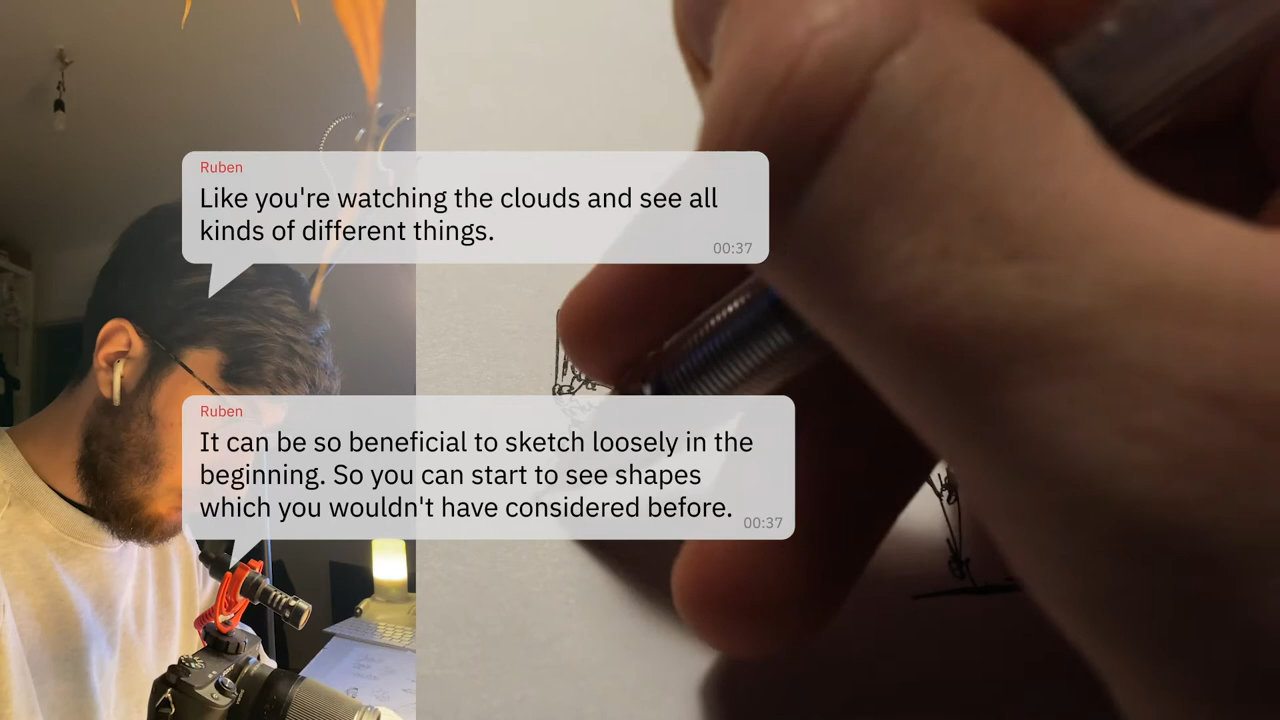 Ruben
Like you're watching the clouds and see all
kinds of different things.
00:37
Ruben
It can be so beneficial to sketch loosely in the
beginning. So you can start to see shapes
which you wouldn't have considered before.
00:37